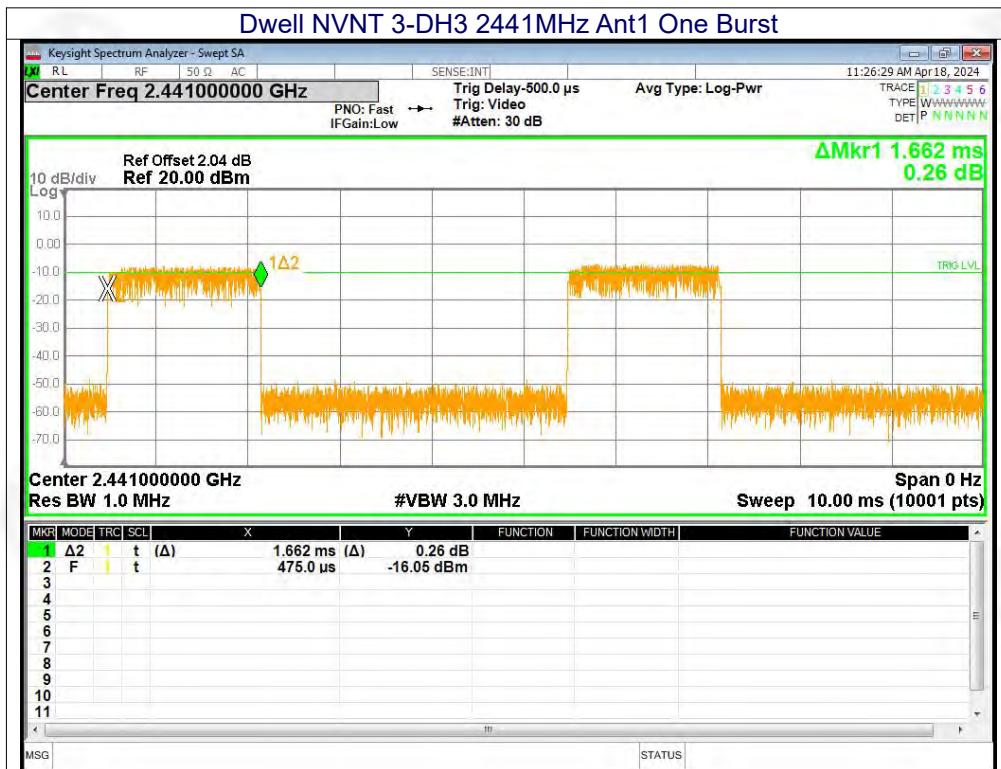 Dwell NVNT 3-DH3 2441MHz Ant1 One Burst
Keysight Spectrum Analyzer - Swept SA
LXI RL RF 50 Ω AC SENSE:INT 11:26:29 AM Apr 18, 2024
Center Freq 2.441000000 GHz
PNO: Fast
IFGain:Low
Trig Delay-500.0 µs
Trig: Video
#Atten: 30 dB
Avg Type: Log-Pwr
TRACE 1 2 3 4 5 6
TYPE WWWWWWW
DET P N N N N N
ΔMkr1 1.662 ms
0.26 dB
Ref Offset 2.04 dB
10 dB/div Ref 20.00 dBm
Log
10.0
0.00
-10.0
1Δ2
TRIG LVL
-20.0
-30.0
-40.0
-50.0
-60.0
-70.0
Center 2.441000000 GHz Span 0 Hz
Res BW 1.0 MHz #VBW 3.0 MHz Sweep 10.00 ms (10001 pts)
MKR MODE TRC SCL X Y FUNCTION FUNCTION WIDTH FUNCTION VALUE
1 Δ2 1 t (Δ) 1.662 ms (Δ) 0.26 dB
2 F 1 t 475.0 µs -16.05 dBm
3
4
5
6
7
8
9
10
11
MSG STATUS